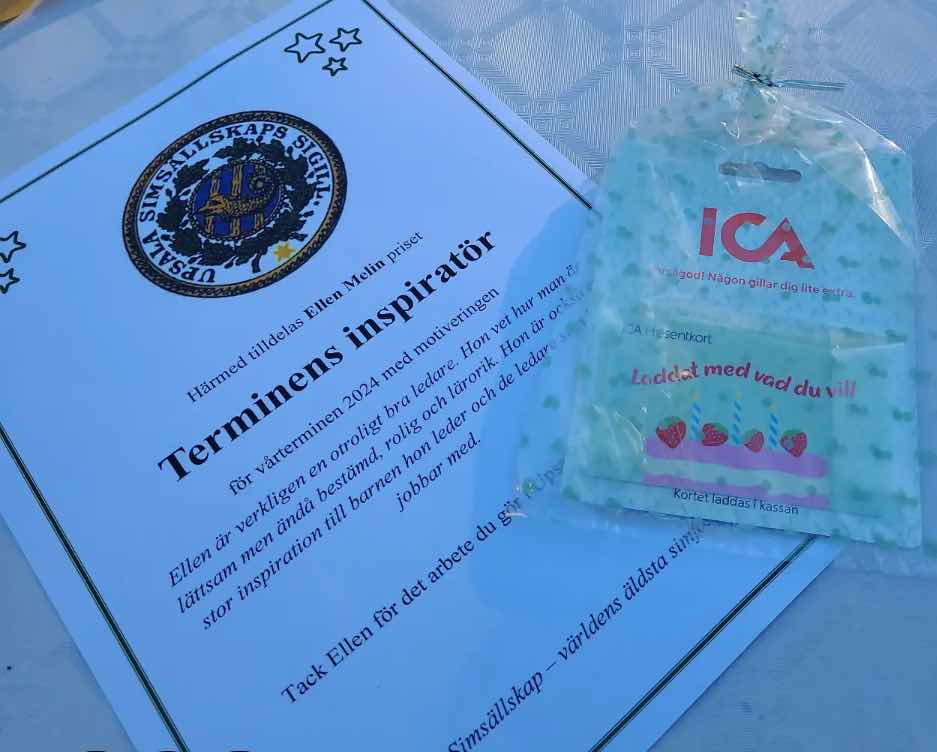 UPSALA SIMSÄLLSKAPS SIGILL
Härmed tilldelas Ellen Melin priset
Terminens inspiratör
för vårterminen 2024 med motiveringen
Ellen är verkligen en otroligt bra ledare. Hon vet hur man är
lättsam men ändå bestämd, rolig och lärorik. Hon är också
stor inspiration till barnen hon leder och de ledare
jobbar med.
Tack Ellen för det arbete du gör
Simsällskap – världens äldsta
ICA
Någon gillar dig lite extra.
ICA Presentkort
Laddat med vad du vill
Kortet laddas i kassan